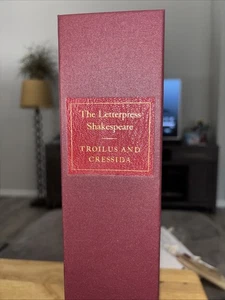 The Letterpress
Shakespeare
TROILUS AND
CRESSIDA